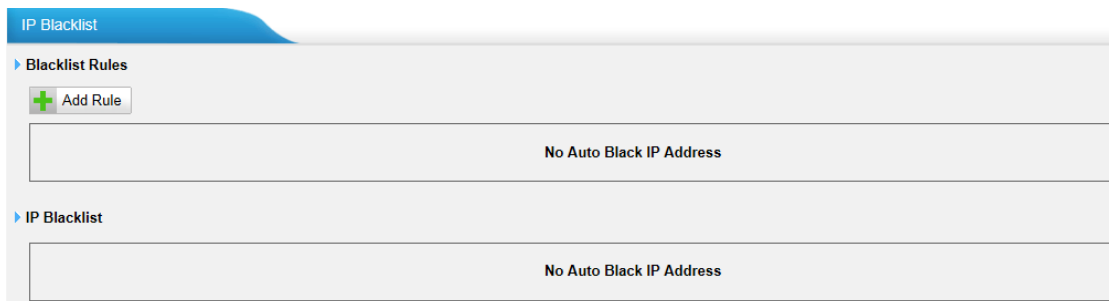 IP Blacklist
Blacklist Rules
Add Rule
No Auto Black IP Address
IP Blacklist
No Auto Black IP Address